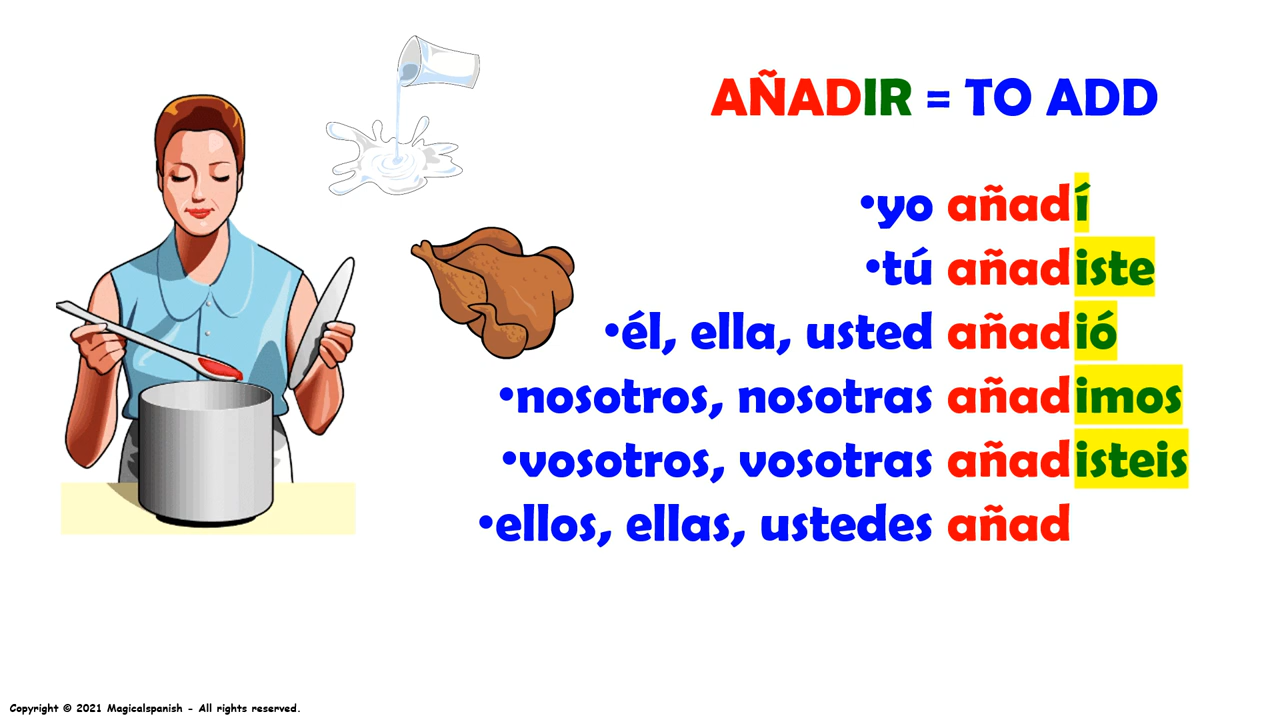 AÑADIR = TO ADD
•yo añadí
•tú añadiste
•él, ella, usted añadió
•nosotros, nosotras añadimos
•vosotros, vosotras añadisteis
•ellos, ellas, ustedes añad
Copyright © 2021 Magicalspanish - All rights reserved.